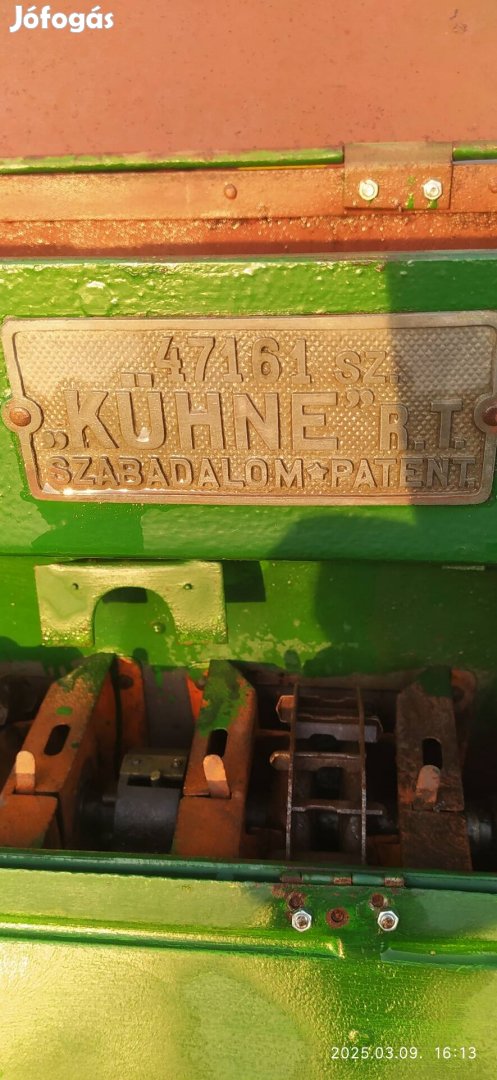 Jófogás
47161 SZ.
„KÜHNE” R.T.
SZABADALOM✦PATENT.
2025.03.09. 16:13